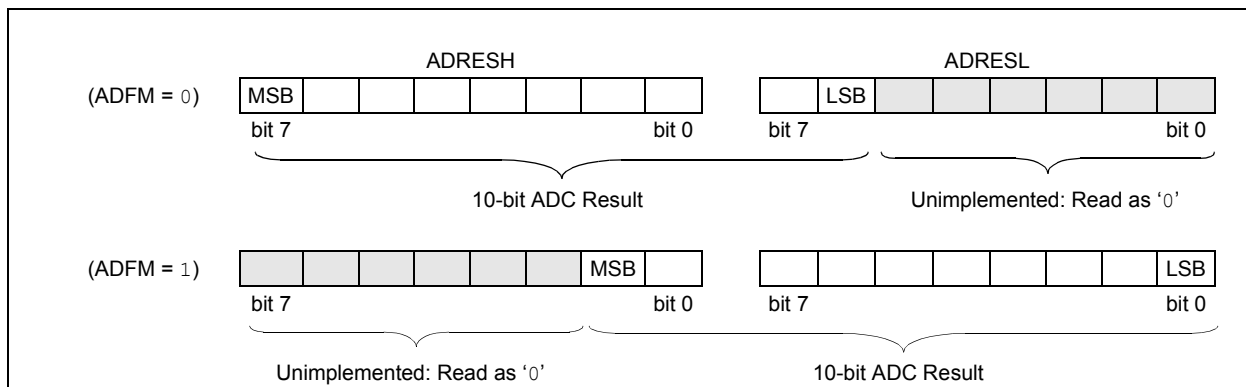 ADRESH ADRESL
(ADFM = 0) MSB LSB
bit 7 bit 0 bit 7 bit 0
10-bit ADC Result Unimplemented: Read as ‘0’
(ADFM = 1) MSB LSB
bit 7 bit 0 bit 7 bit 0
Unimplemented: Read as ‘0’ 10-bit ADC Result